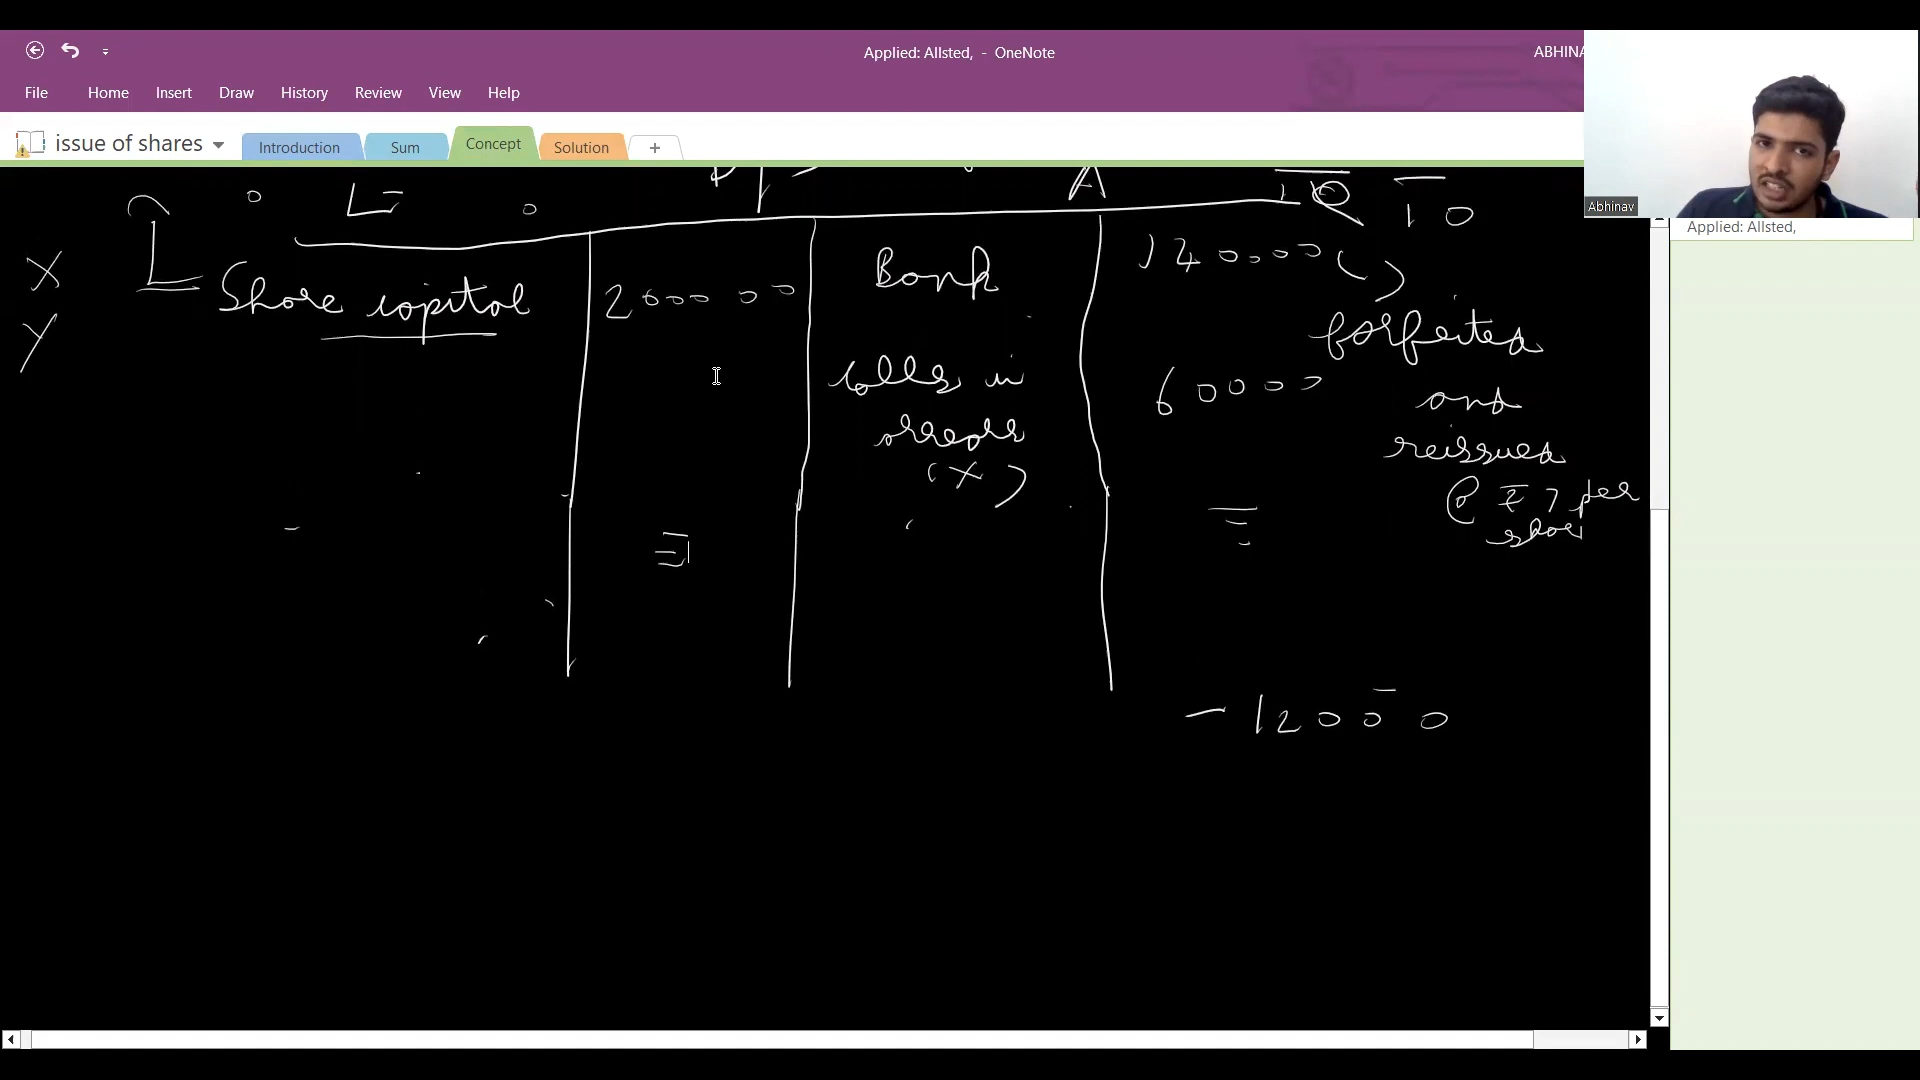 Applied: Allsted, - OneNote
ABHINA
File Home Insert Draw History Review View Help
issue of shares Introduction Sum Concept Solution +
Abhinav
Applied: Allsted,
L
A
10 10
X
Y
Share capital 200000 Bank 140000
calls in arrears (X) 60000
forfeited
and
reissued
@ ₹ 7 per
share
- 12000